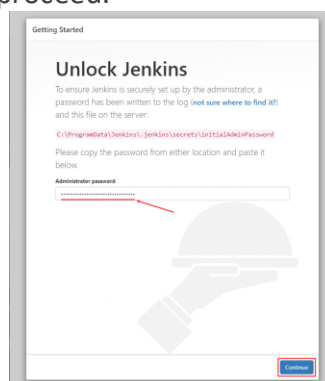 proceed.
Getting Started
Unlock Jenkins
To ensure Jenkins is securely set up by the administrator, a
password has been written to the log (not sure where to find it?)
and this file on the server:
C:\ProgramData\Jenkins\.jenkins\secrets\initialAdminPassword
Please copy the password from either location and paste it
below.
Administrator password
Continue